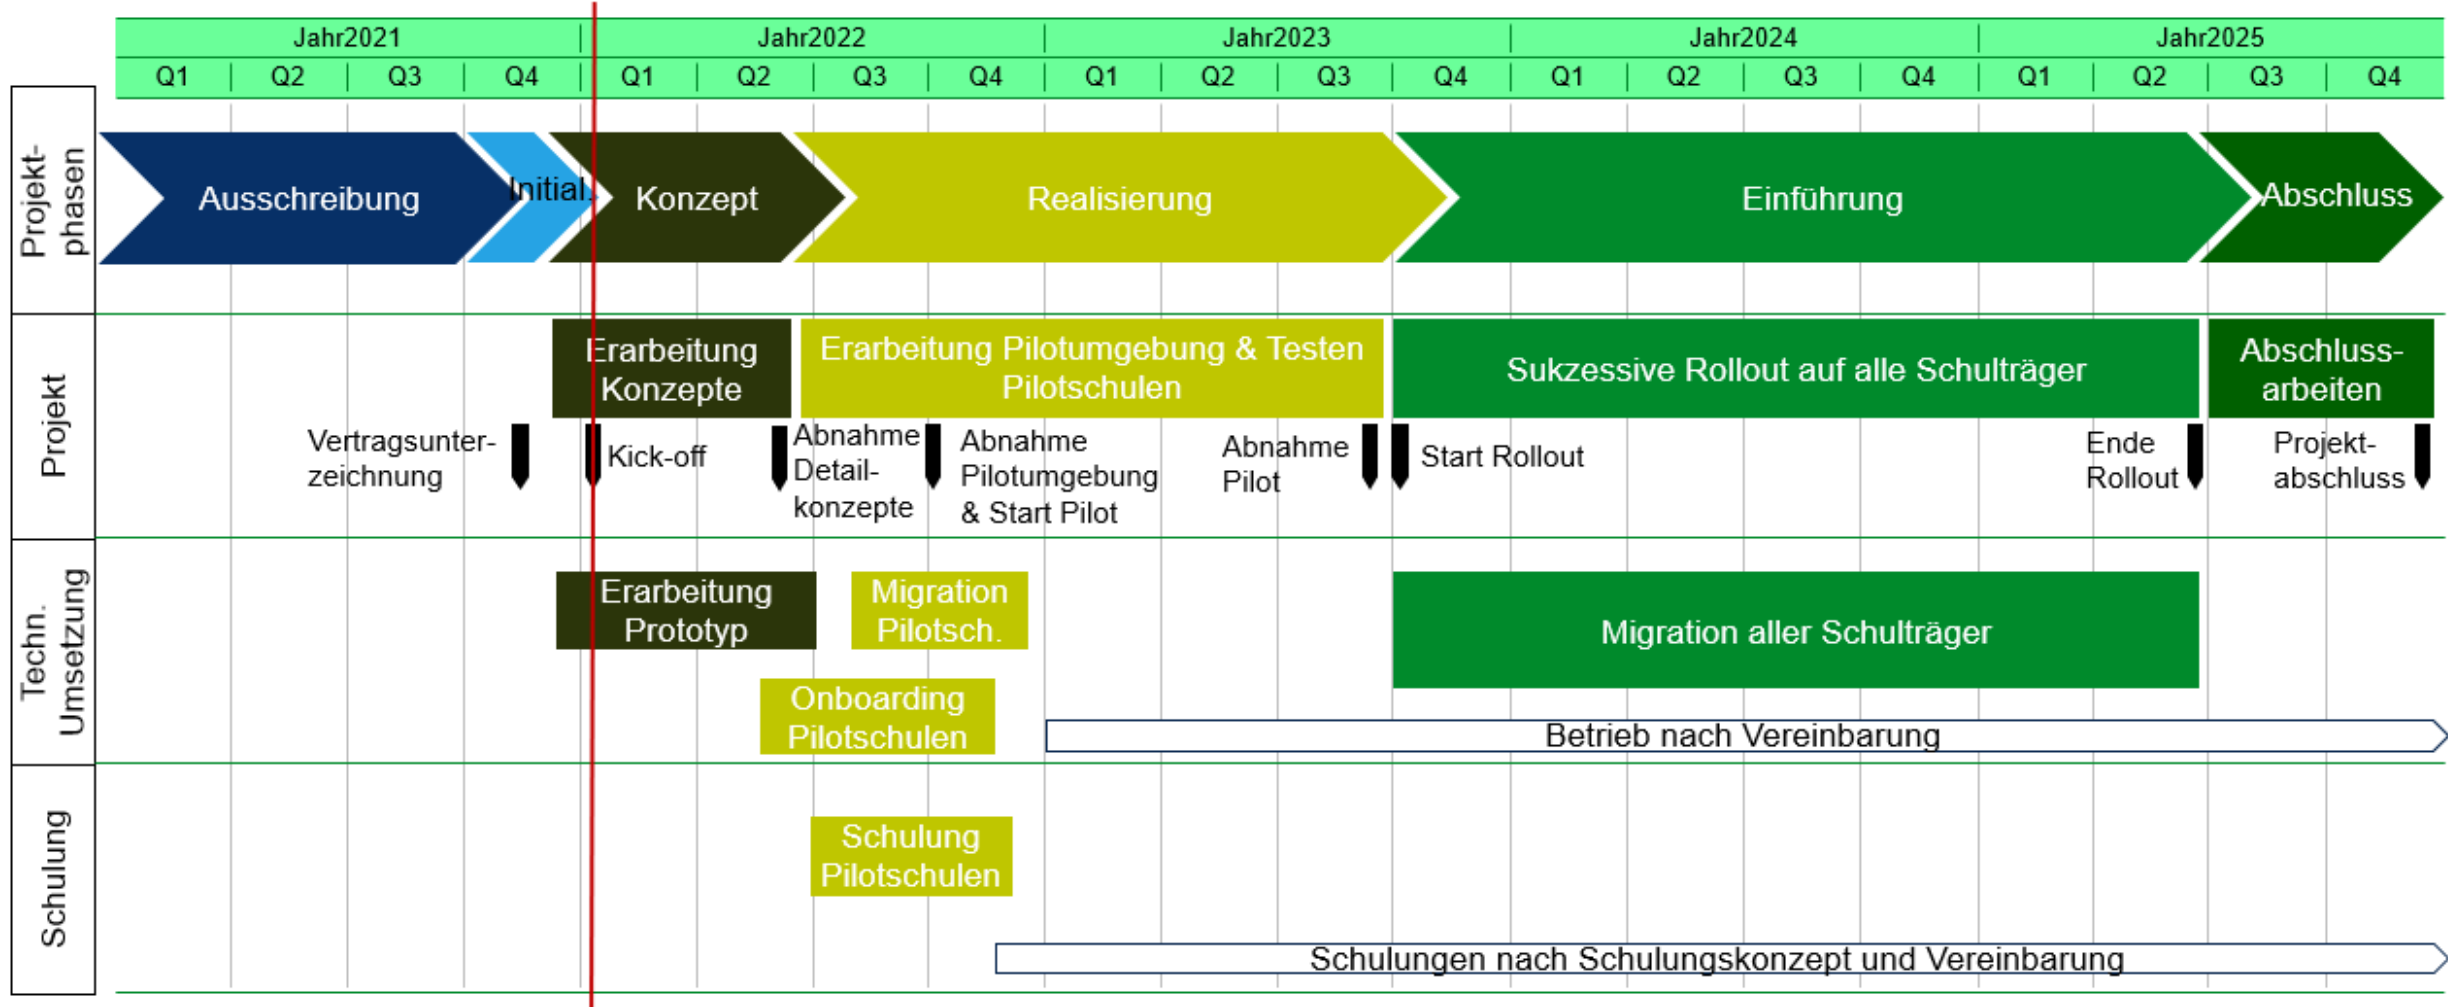 Jahr2021 Jahr2022 Jahr2023 Jahr2024 Jahr2025
Q1 Q2 Q3 Q4 Q1 Q2 Q3 Q4 Q1 Q2 Q3 Q4 Q1 Q2 Q3 Q4 Q1 Q2 Q3 Q4
Projekt-
phasen
Ausschreibung
Initial.
Konzept
Realisierung
Einführung
Abschluss
Projekt
Erarbeitung
Konzepte
Erarbeitung Pilotumgebung & Testen
Pilotschulen
Sukzessive Rollout auf alle Schulträger
Abschluss-
arbeiten
Vertragsunter-
zeichnung
Kick-off
Abnahme
Detail-
konzepte
Abnahme
Pilotumgebung
& Start Pilot
Abnahme
Pilot
Start Rollout
Ende
Rollout
Projekt-
abschluss
Techn.
Umsetzung
Erarbeitung
Prototyp
Migration
Pilotsch.
Migration aller Schulträger
Onboarding
Pilotschulen
Betrieb nach Vereinbarung
Schulung
Schulung
Pilotschulen
Schulungen nach Schulungskonzept und Vereinbarung